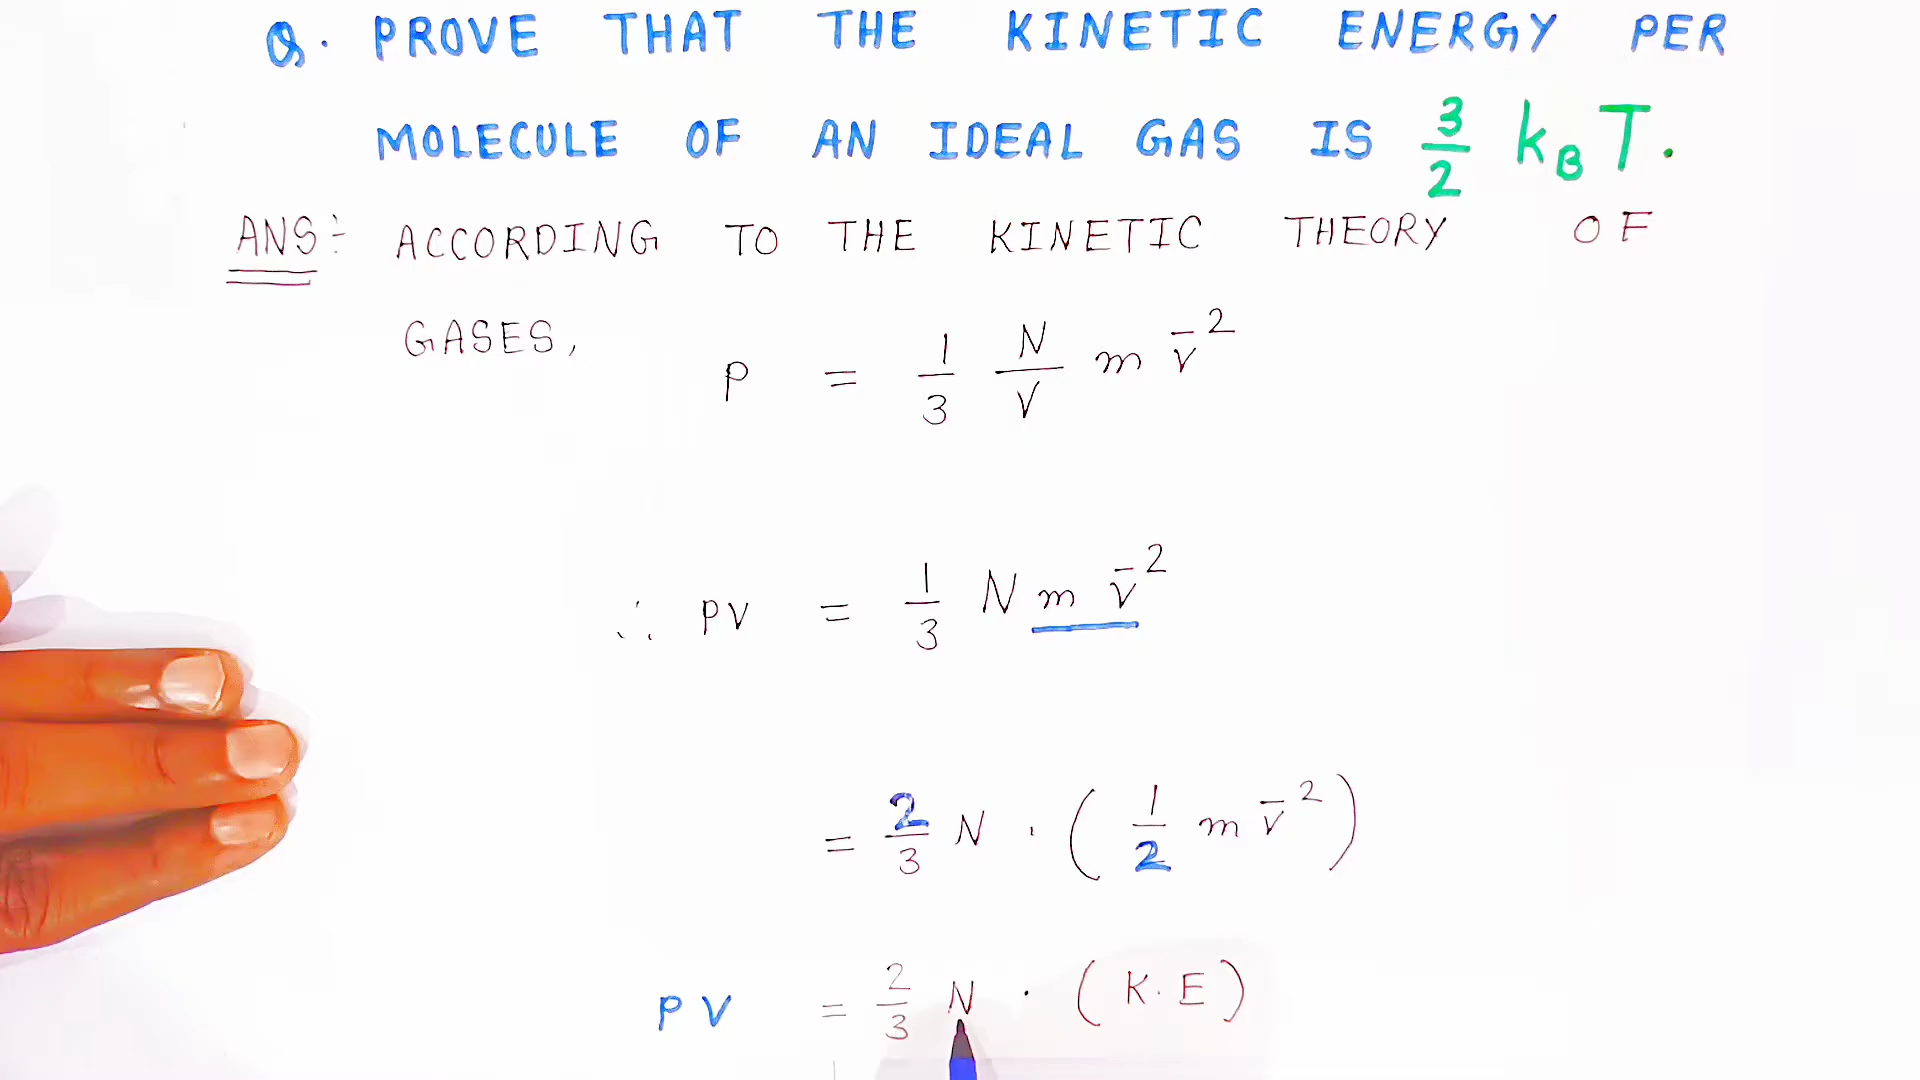 Q. PROVE THAT THE KINETIC ENERGY PER
MOLECULE OF AN IDEAL GAS IS 3/2 k_B T.
ANS:- ACCORDING TO THE KINETIC THEORY OF
GASES,
P = 1/3 N/V m v̄²
∴ PV = 1/3 N m v̄²
= 2/3 N · (1/2 m v̄²)
PV = 2/3 N · (K.E)